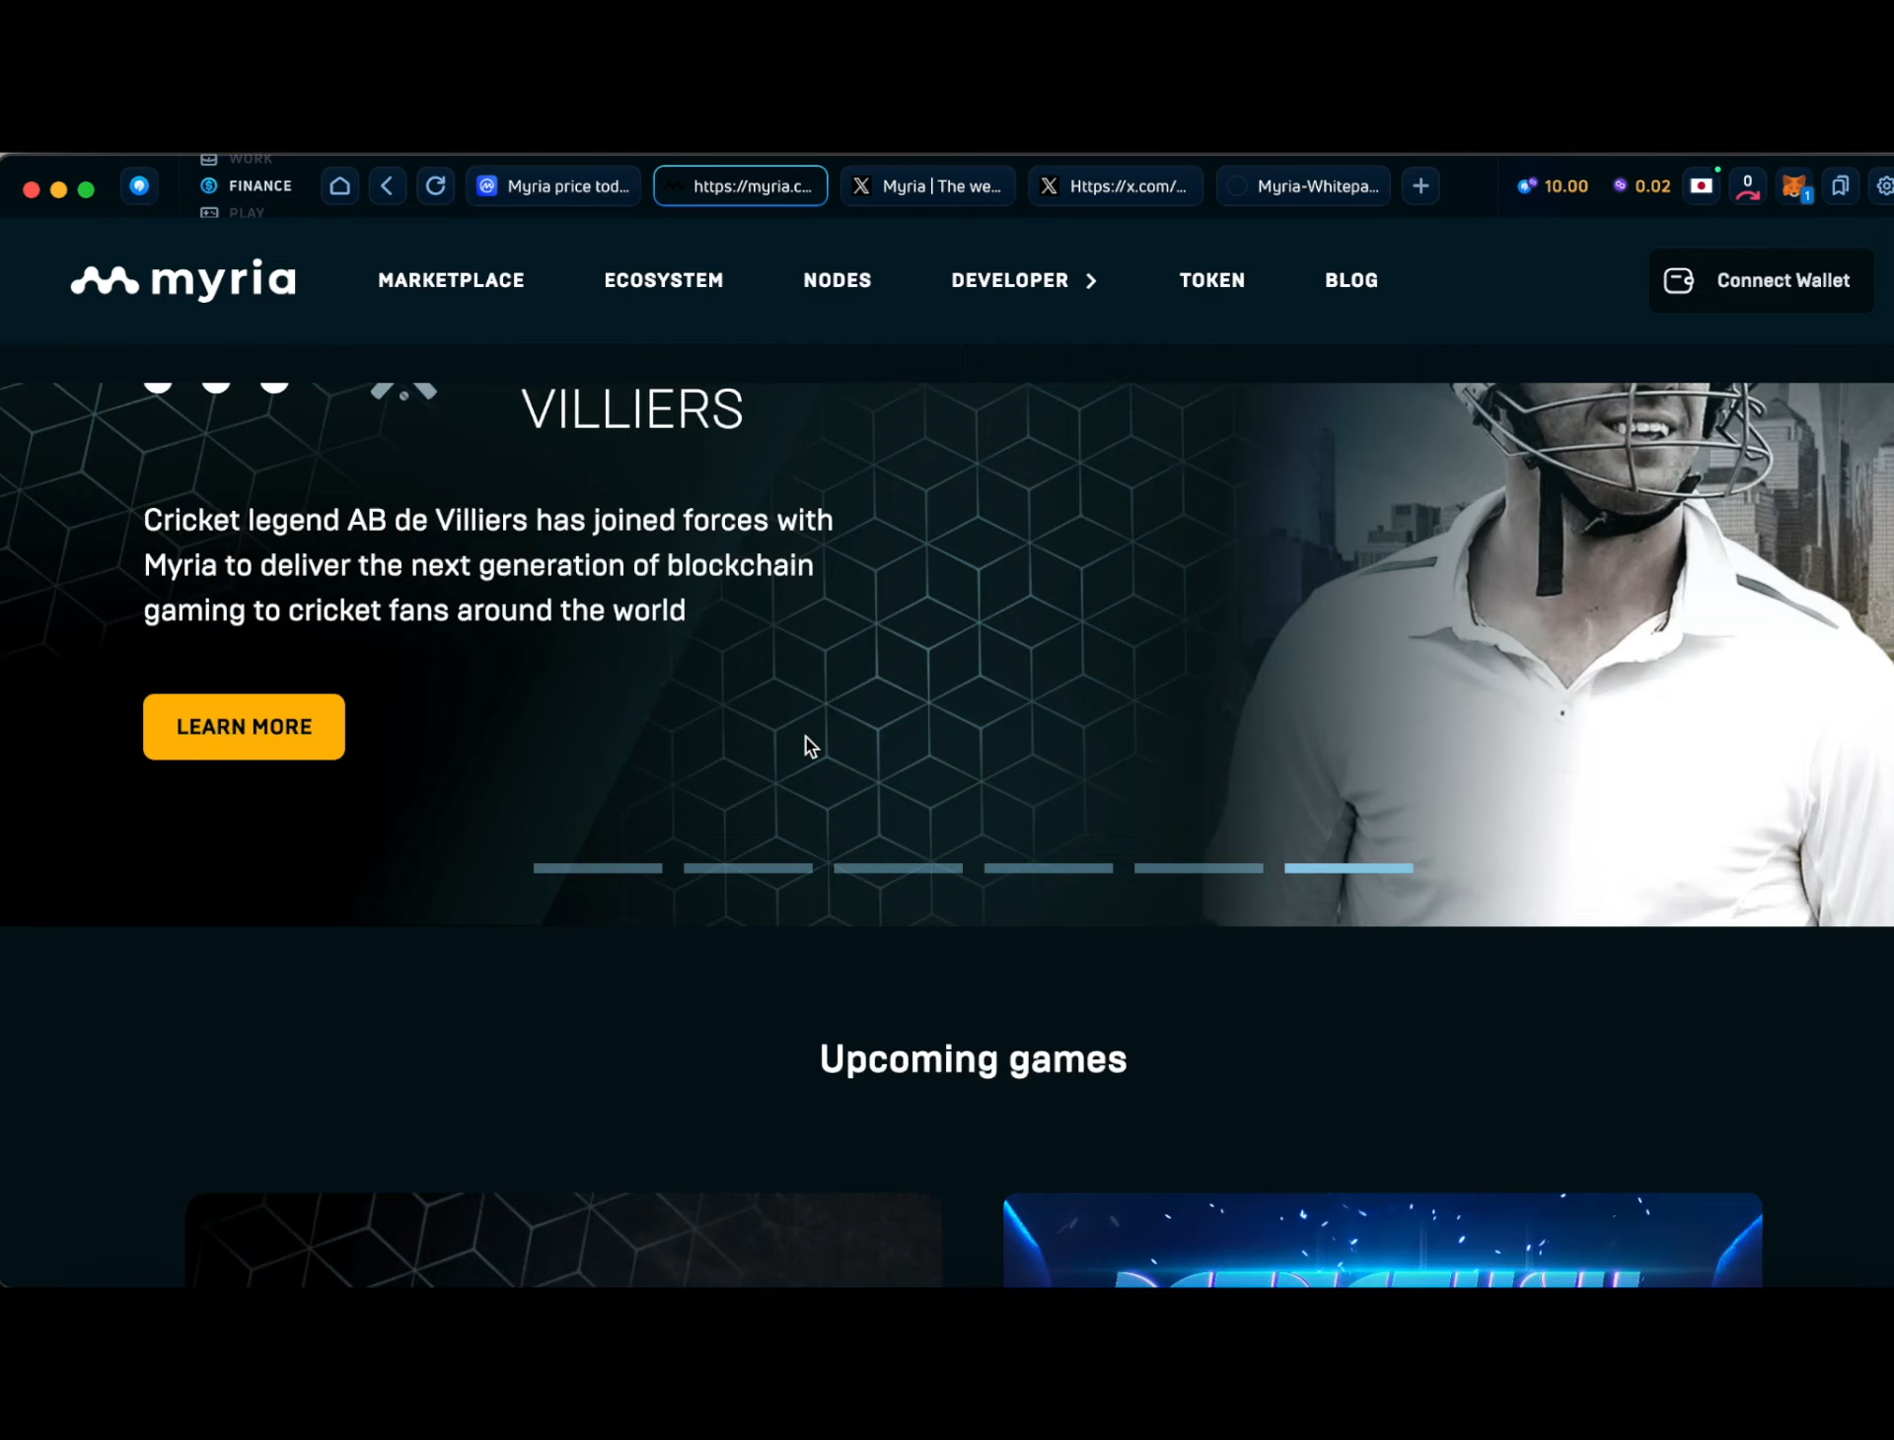 WORK
FINANCE
PLAY
Myria price tod...
https://myria.c...
Myria | The we...
Https://x.com/...
Myria-Whitepa...
10.00
0.02
0
1
myria
MARKETPLACE
ECOSYSTEM
NODES
DEVELOPER
TOKEN
BLOG
Connect Wallet
VILLIERS
Cricket legend AB de Villiers has joined forces with
Myria to deliver the next generation of blockchain
gaming to cricket fans around the world
LEARN MORE
Upcoming games